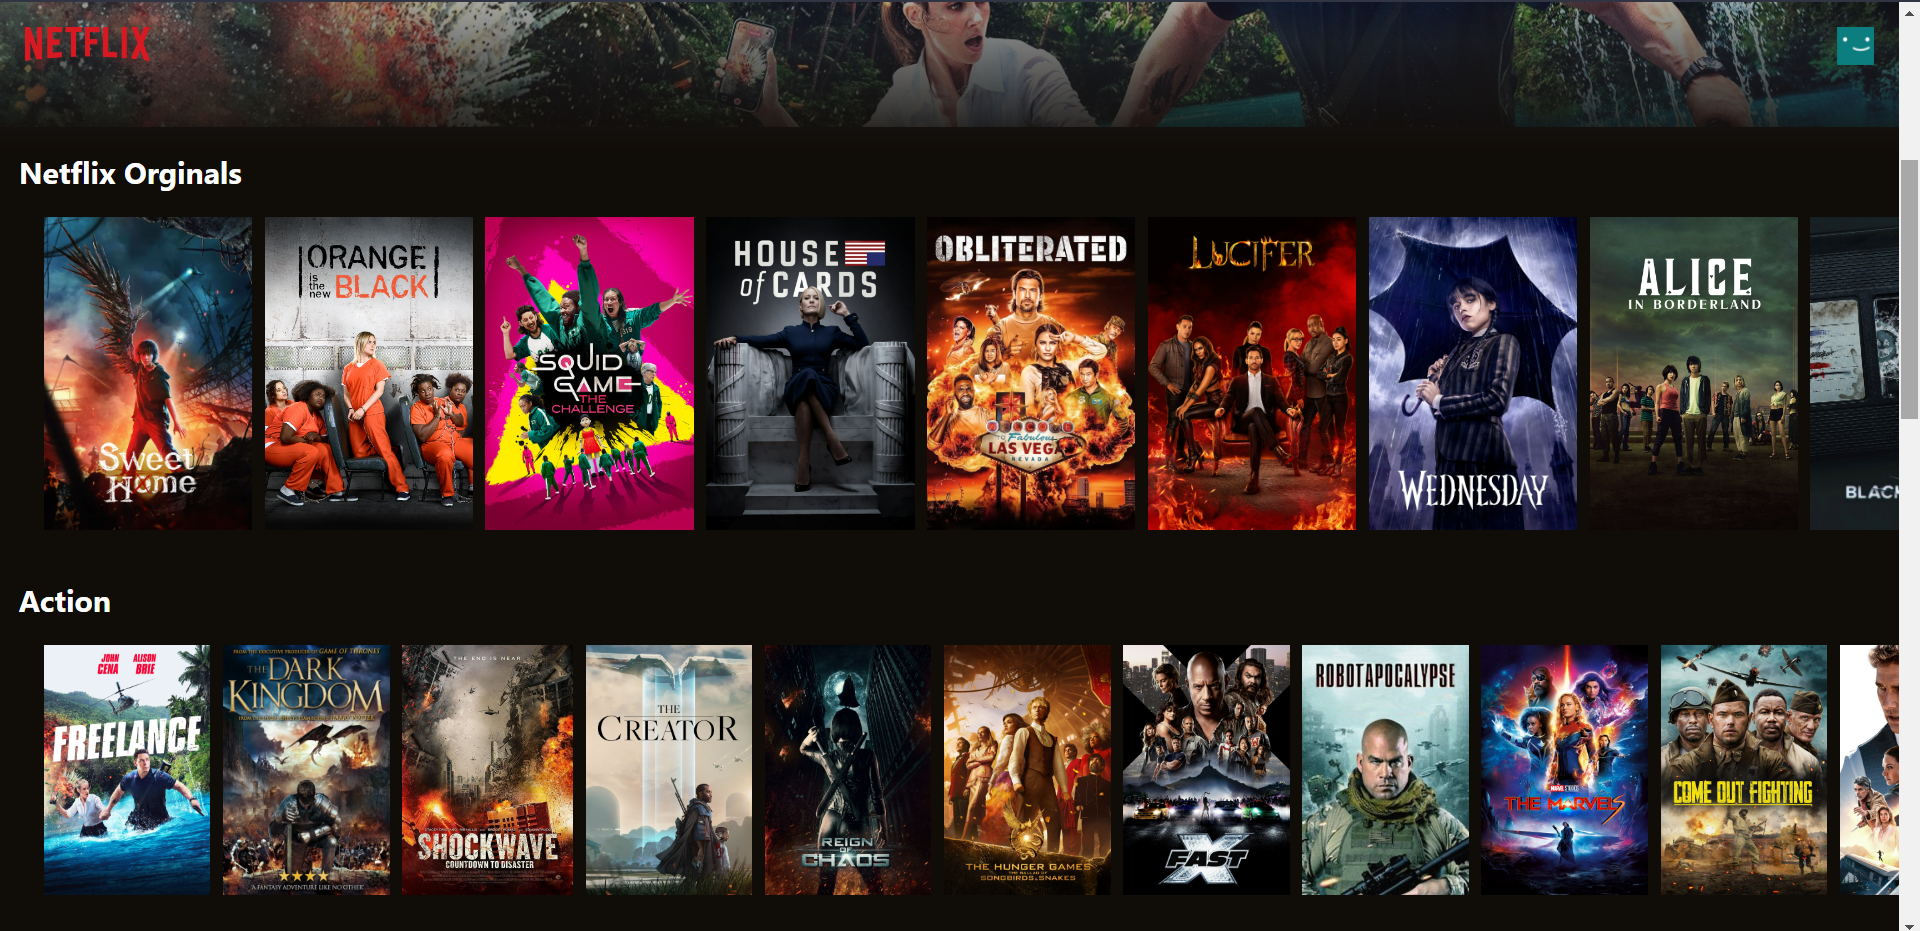 NETFLIX
Netflix Orginals
Sweet
Home
ORANGE
is the new BLACK
SQUID
GAME
THE
CHALLENGE
HOUSE
of CARDS
OBLITERATED
Fabulous
LAS VEGAS
NEVADA
LUCIFER
WEDNESDAY
ALICE
IN BORDERLAND
BLACK
Action
JOHN CENA ALISON BRIE
FREELANCE
FROM THE EXECUTIVE PRODUCER OF GAME OF THRONES
THE
DARK
KINGDOM
A FANTASY ADVENTURE LIKE NO OTHER
THE END IS NEAR
SHOCKWAVE
COUNTDOWN TO DISASTER
THE
CREATOR
REIGN
OF
CHAOS
THE HUNGER GAMES
THE BALLAD OF
SONGBIRDS & SNAKES
FAST X
ROBOTAPOCALYPSE
MARVEL STUDIOS
THE MARVELS
COME OUT FIGHTING